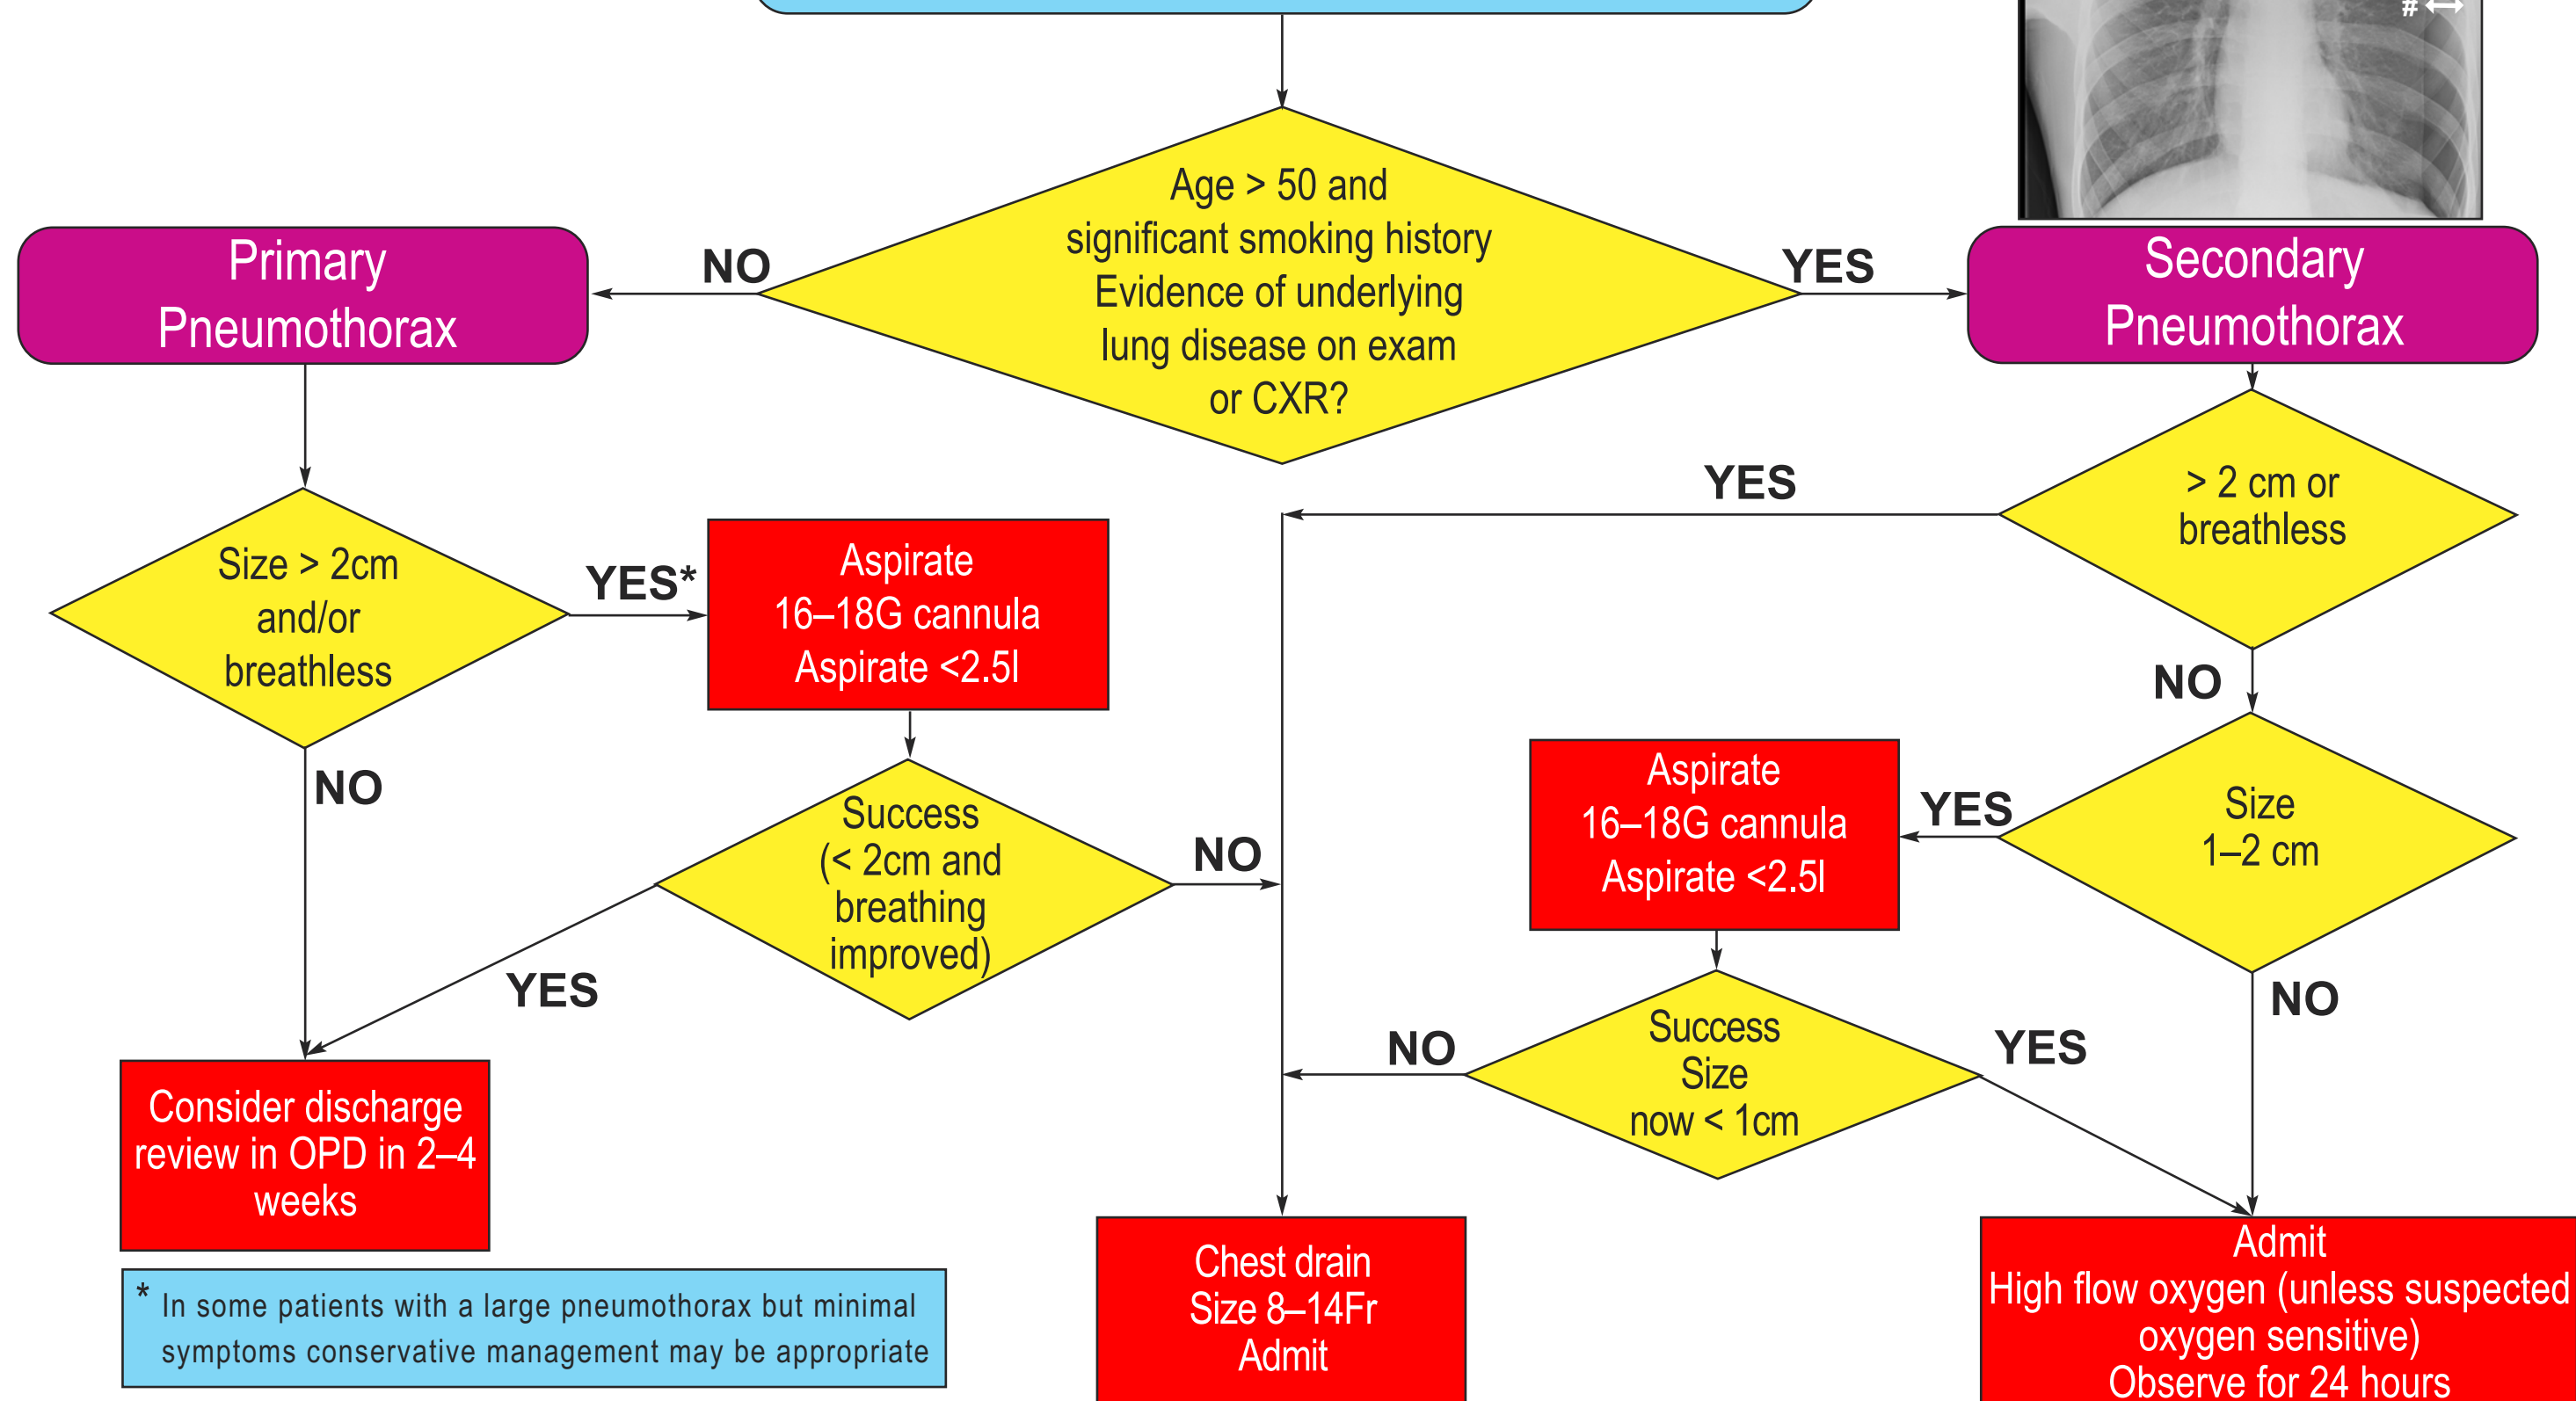 #
Age > 50 and
significant smoking history
Evidence of underlying
lung disease on exam
or CXR?
NO
YES
Primary
Pneumothorax
Secondary
Pneumothorax
Size > 2cm
and/or
breathless
YES*
Aspirate
16–18G cannula
Aspirate <2.5l
YES
> 2 cm or
breathless
NO
NO
Success
(< 2cm and
breathing
improved)
NO
YES
Aspirate
16–18G cannula
Aspirate <2.5l
YES
Size
1–2 cm
NO
Success
Size
now < 1cm
NO
YES
Consider discharge
review in OPD in 2–4
weeks
Chest drain
Size 8–14Fr
Admit
Admit
High flow oxygen (unless suspected
oxygen sensitive)
Observe for 24 hours
* In some patients with a large pneumothorax but minimal
symptoms conservative management may be appropriate